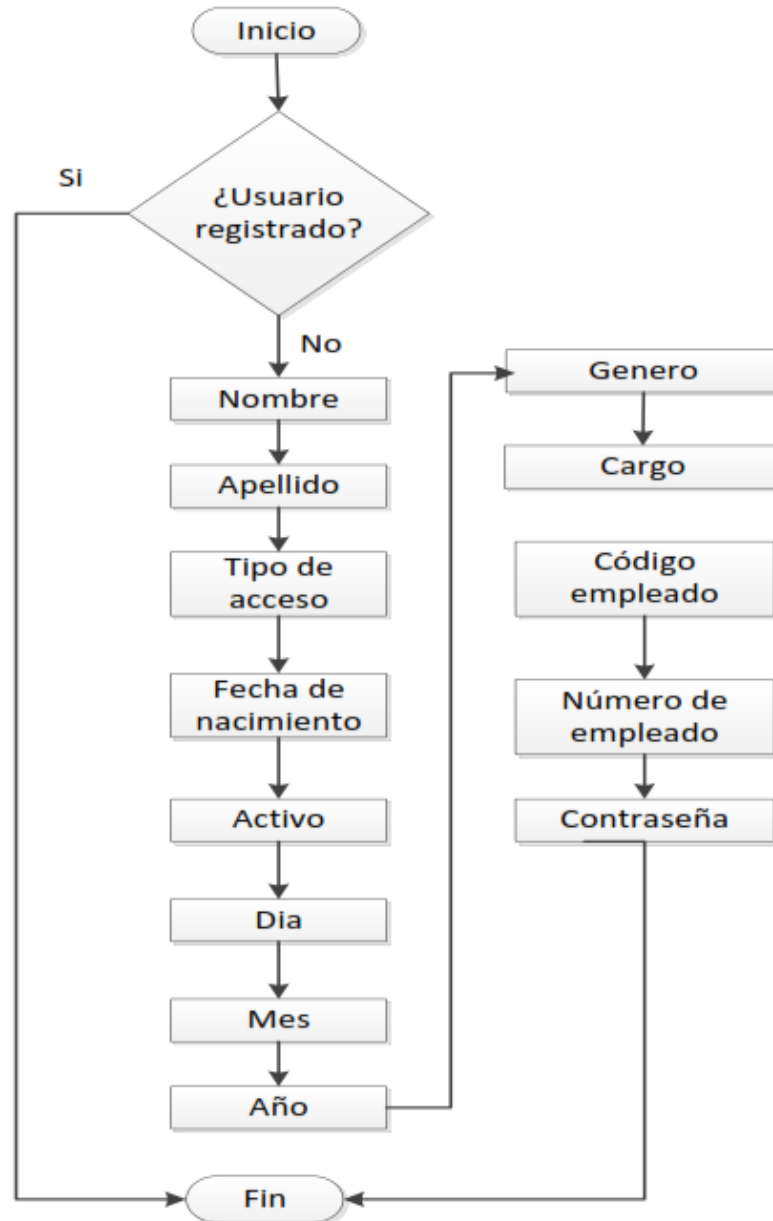 Inicio
Si
¿Usuario
registrado?
No
Nombre
Apellido
Tipo de
acceso
Fecha de
nacimiento
Activo
Dia
Mes
Año
Genero
Cargo
Código
empleado
Número de
empleado
Contraseña
Fin